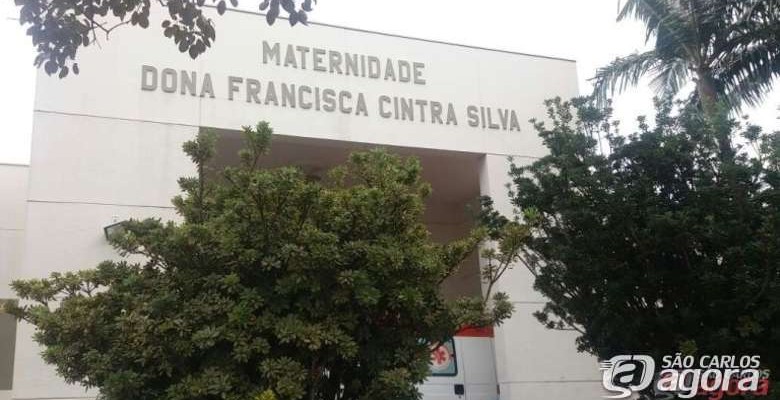 MATERNIDADE
DONA FRANCISCA CINTRA SILVA
SÃO CARLOS
@agora